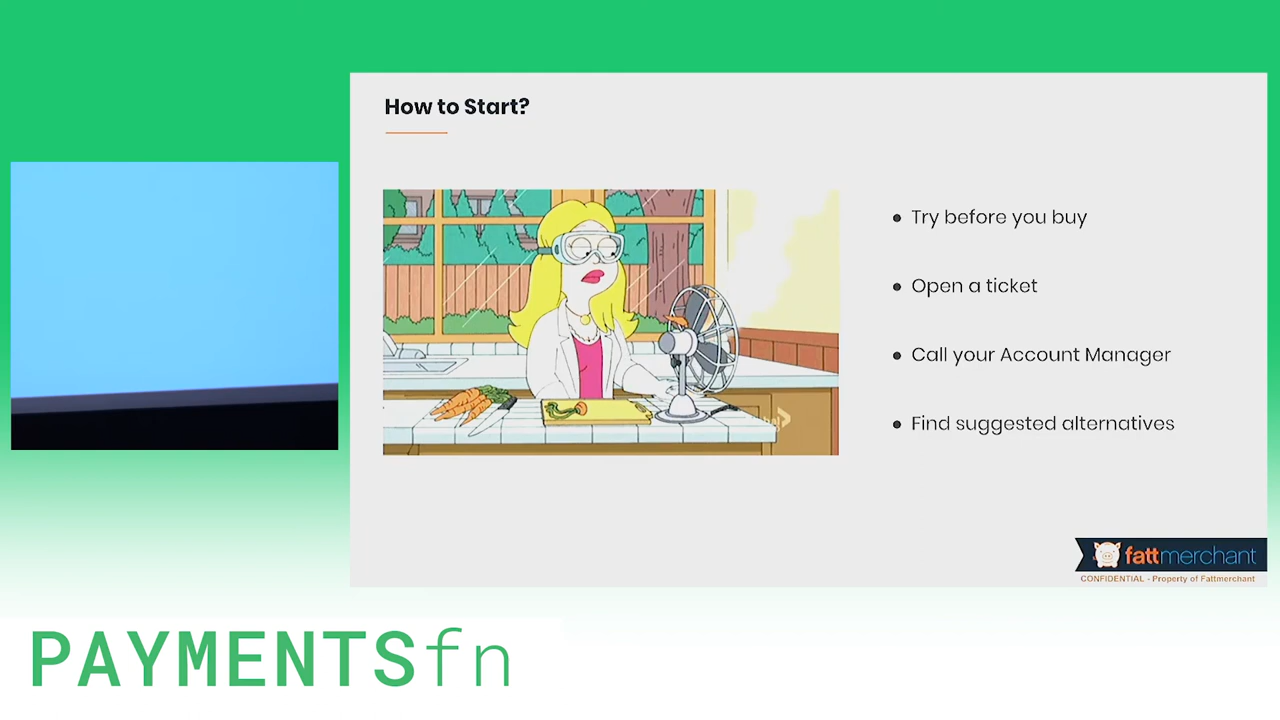 How to Start?
● Try before you buy
● Open a ticket
● Call your Account Manager
● Find suggested alternatives
fattmerchant
CONFIDENTIAL - Property of Fattmerchant
PAYMENTSfn